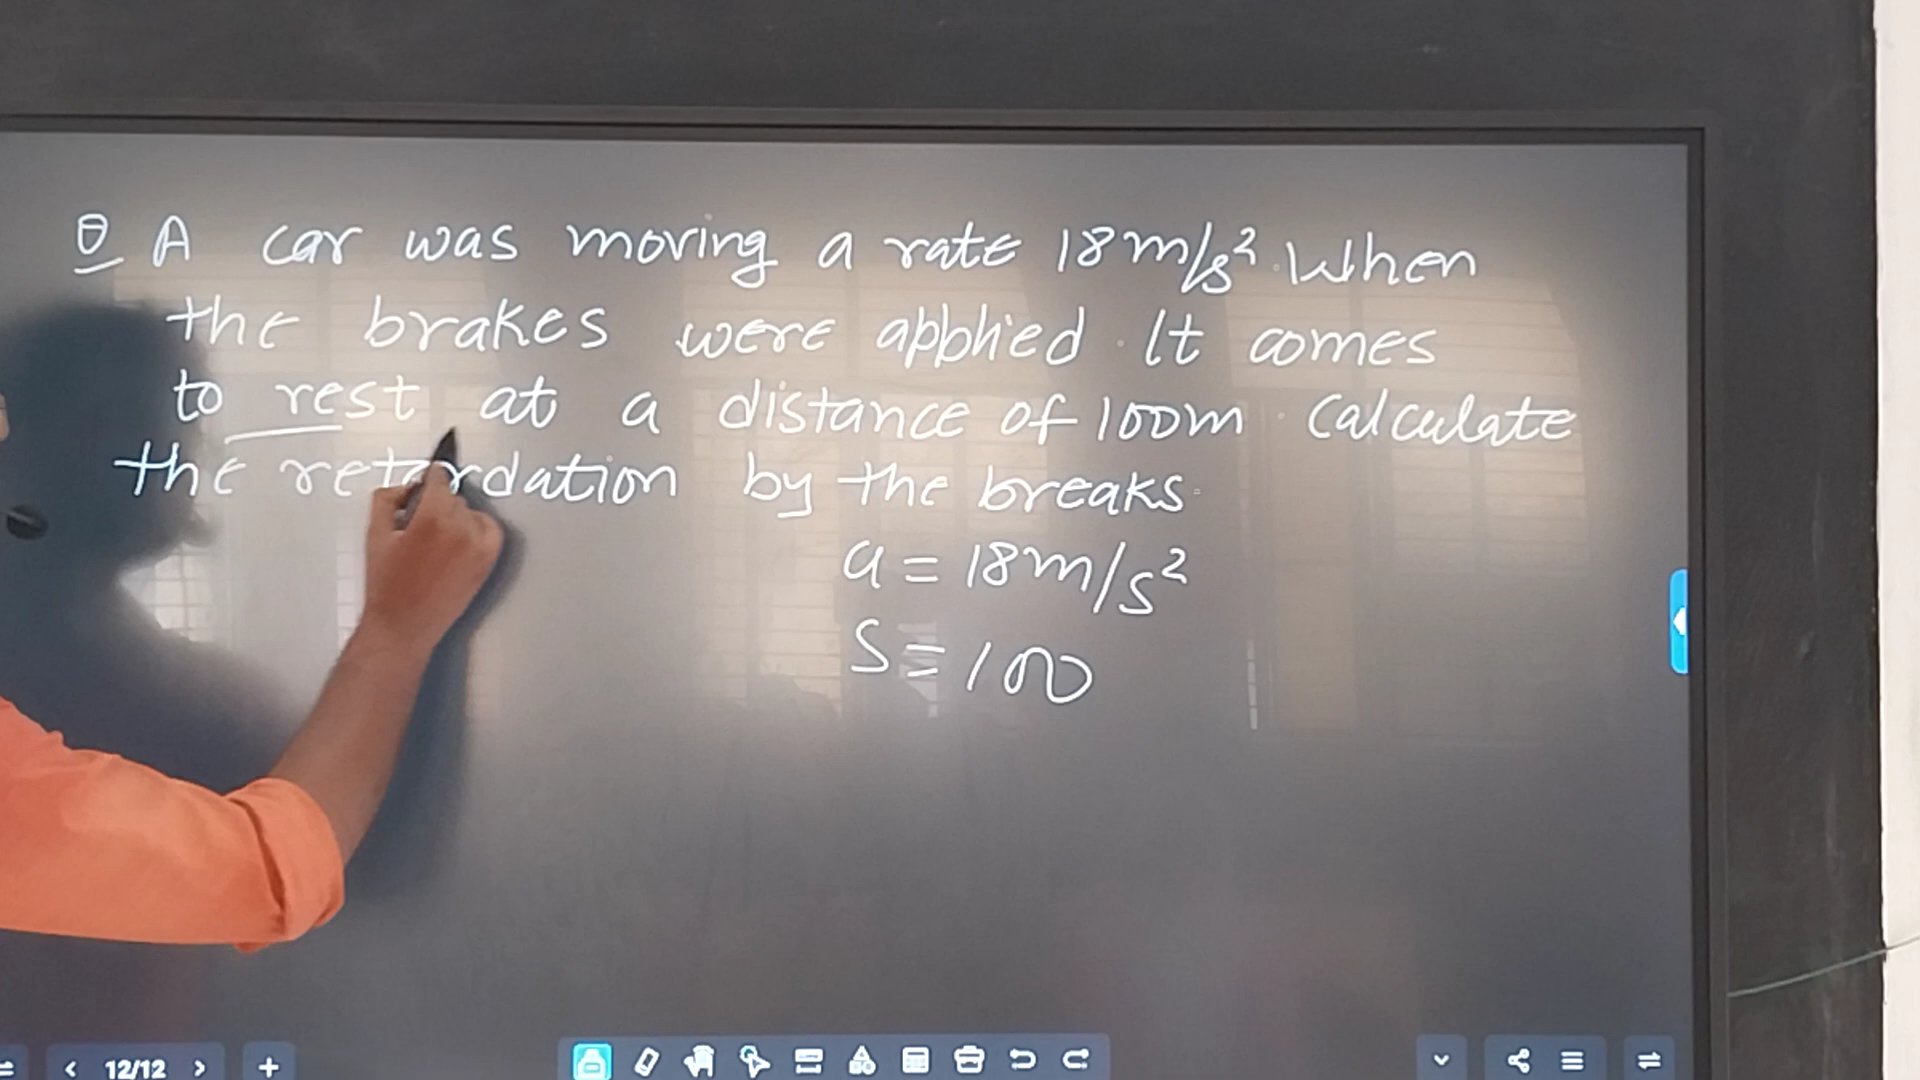 Q A car was moving a rate 18m/s². When
the brakes were applied. It comes
to rest at a distance of 100m. Calculate
the retardation by the breaks.
a = 18m/s²
S = 100
12/12